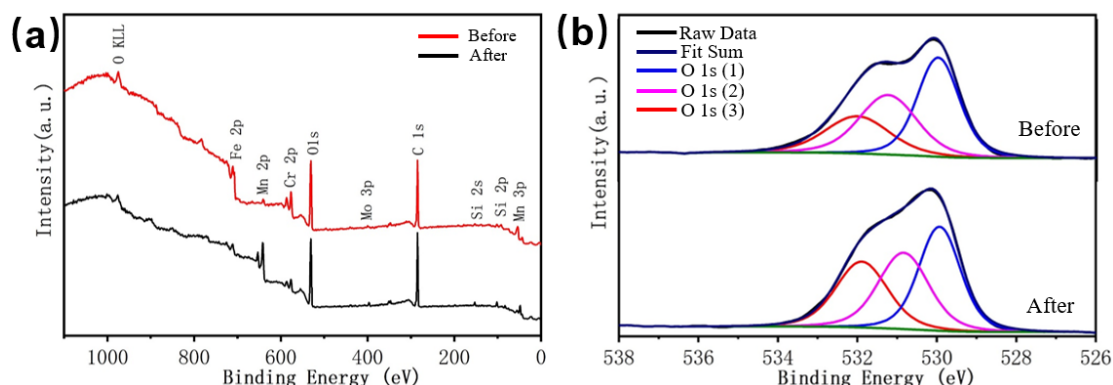 (a)
Before
After
O KLL
Fe 2p
Mn 2p
Cr 2p
O1s
C 1s
Mo 3p
Si 2s
Si 2p
Mn 3p
Intensity(a.u.)
1000 800 600 400 200 0
Binding Energy (eV)
(b)
Raw Data
Fit Sum
O 1s (1)
O 1s (2)
O 1s (3)
Before
After
Intensity(a.u.)
538 536 534 532 530 528 526
Binding Energy (eV)